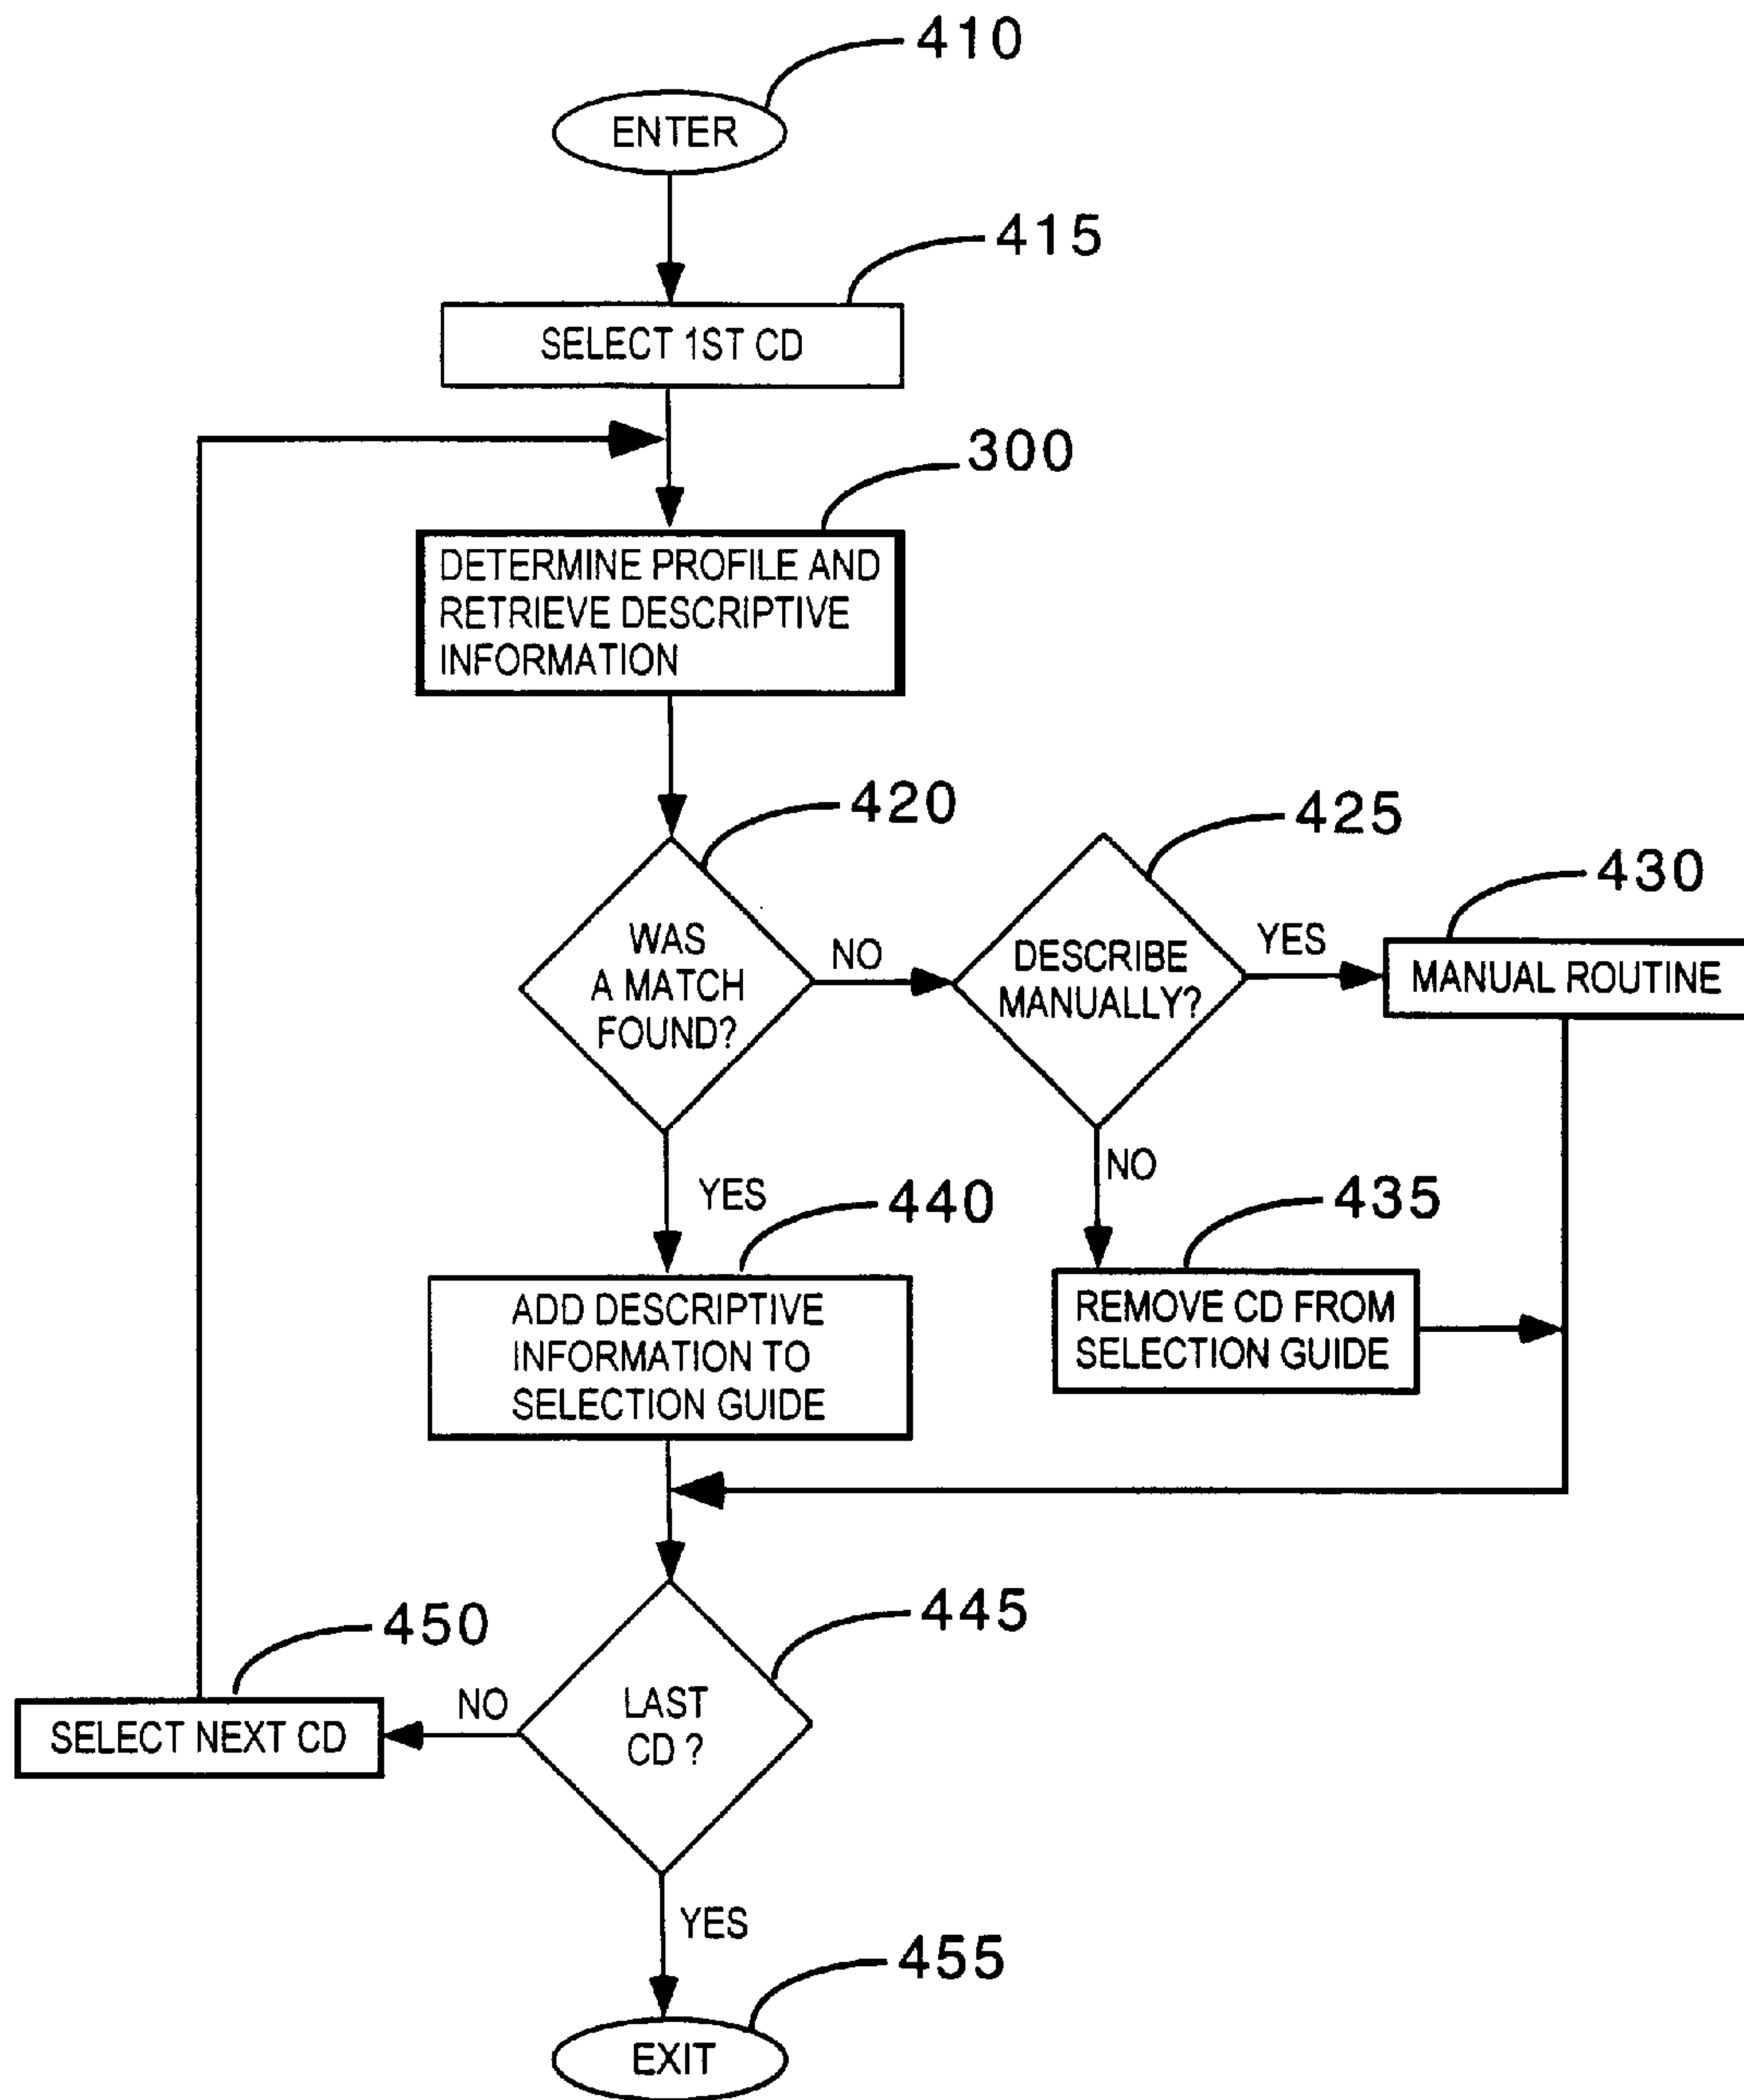 410
ENTER
415
SELECT 1ST CD
300
DETERMINE PROFILE AND
RETRIEVE DESCRIPTIVE
INFORMATION
420
WAS
A MATCH
FOUND?
NO
425
DESCRIBE
MANUALLY?
YES
430
MANUAL ROUTINE
NO
435
REMOVE CD FROM
SELECTION GUIDE
YES
440
ADD DESCRIPTIVE
INFORMATION TO
SELECTION GUIDE
445
LAST
CD ?
NO
450
SELECT NEXT CD
YES
455
EXIT